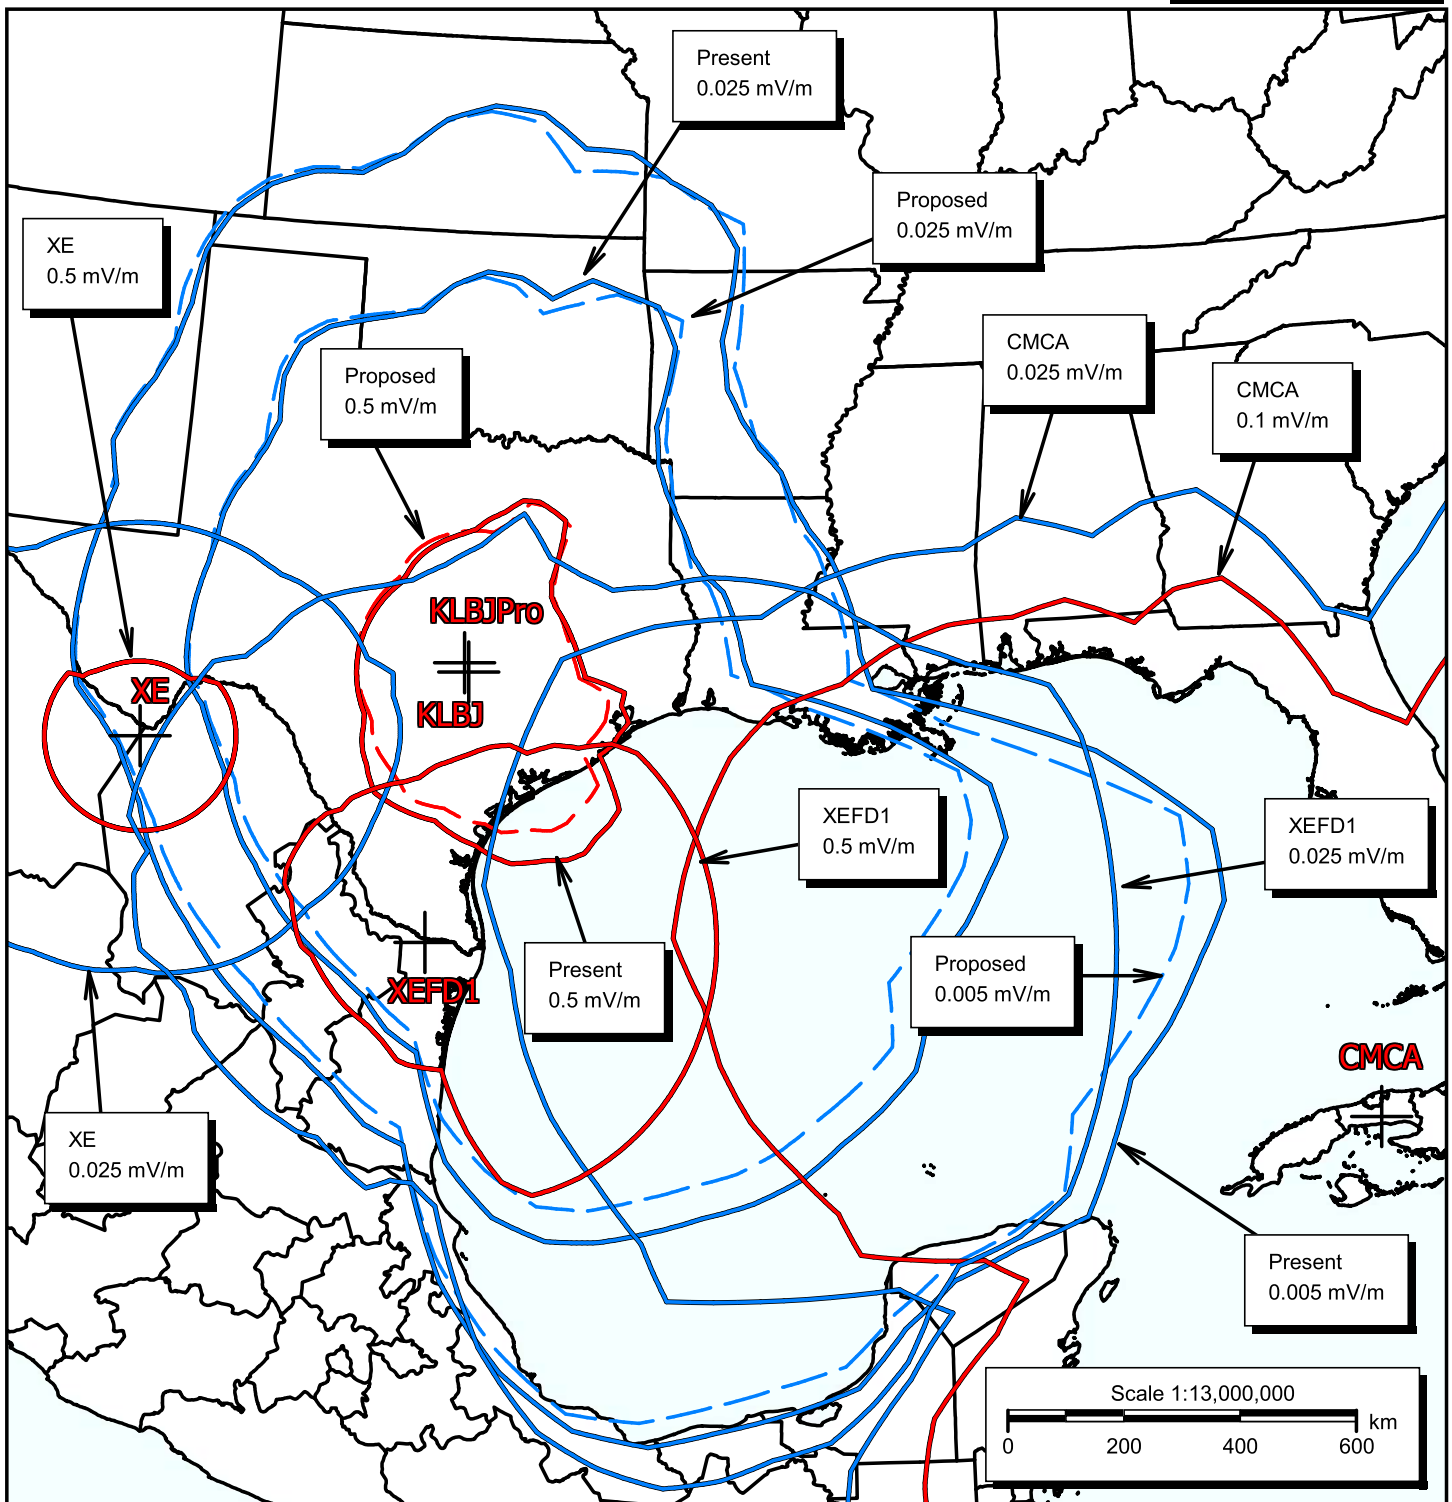 Present
0.025 mV/m
Proposed
0.025 mV/m
XE
0.5 mV/m
CMCA
0.025 mV/m
Proposed
0.5 mV/m
CMCA
0.1 mV/m
KLBJPro
XE
KLBJ
XEFD1
0.5 mV/m
XEFD1
0.025 mV/m
Present
0.5 mV/m
Proposed
0.005 mV/m
XEFD1
CMCA
XE
0.025 mV/m
Present
0.005 mV/m
Scale 1:13,000,000
km
0 200 400 600